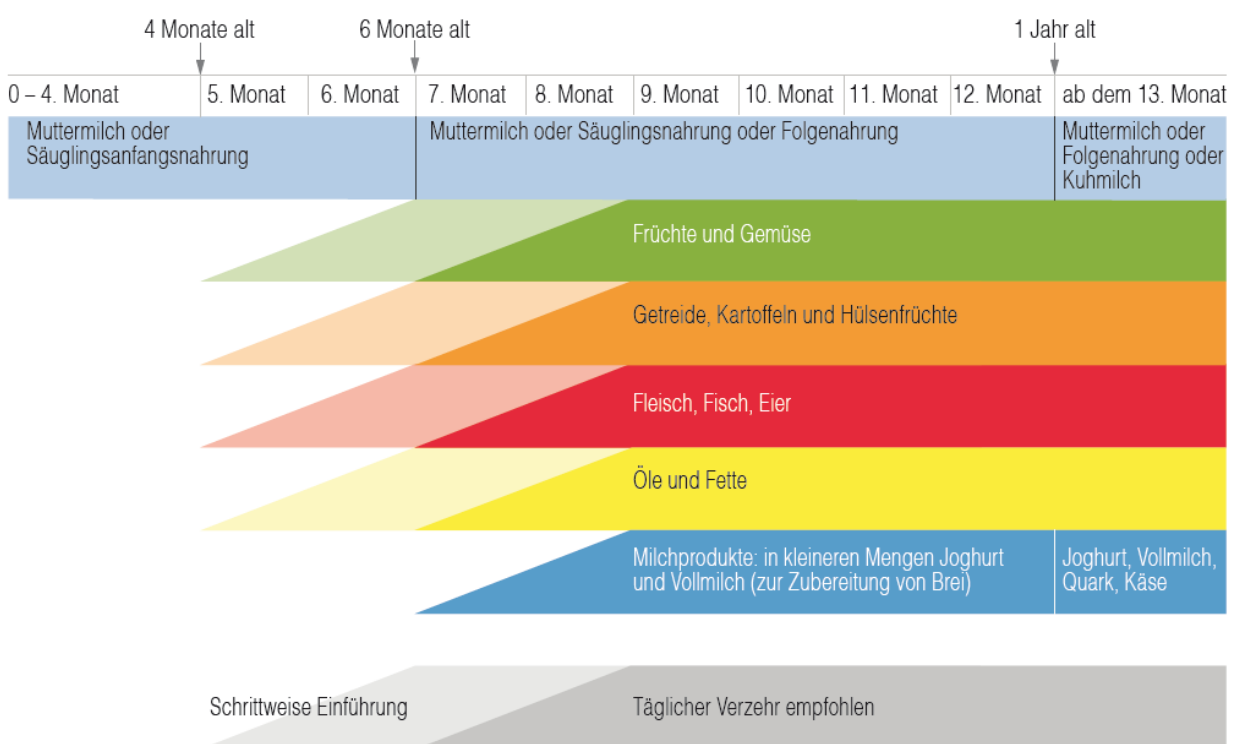 4 Monate alt
6 Monate alt
1 Jahr alt
0 – 4. Monat
5. Monat
6. Monat
7. Monat
8. Monat
9. Monat
10. Monat
11. Monat
12. Monat
ab dem 13. Monat
Muttermilch oder
Säuglingsanfangsnahrung
Muttermilch oder Säuglingsnahrung oder Folgenahrung
Muttermilch oder
Folgenahrung oder
Kuhmilch
Früchte und Gemüse
Getreide, Kartoffeln und Hülsenfrüchte
Fleisch, Fisch, Eier
Öle und Fette
Milchprodukte: in kleineren Mengen Joghurt
und Vollmilch (zur Zubereitung von Brei)
Joghurt, Vollmilch,
Quark, Käse
Schrittweise Einführung
Täglicher Verzehr empfohlen